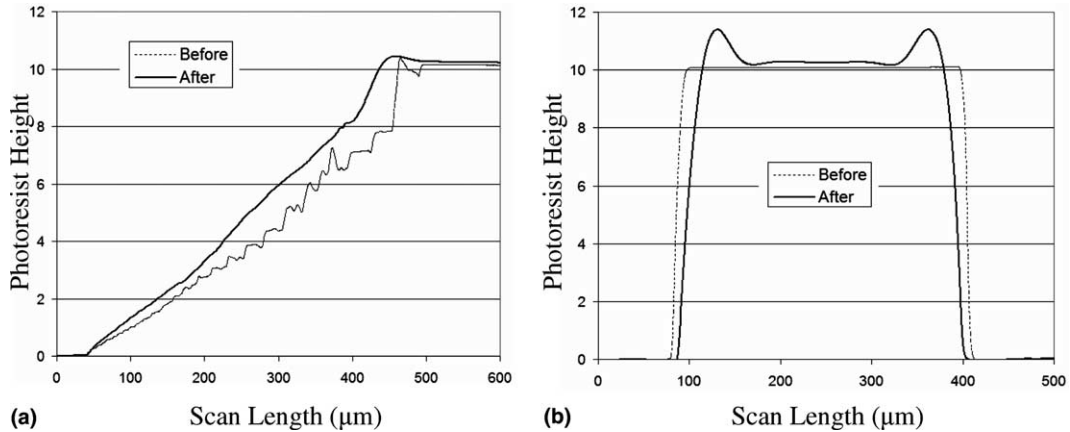 12
10
8
6
4
2
0
Photoresist Height
Before
After
0 100 200 300 400 500 600
(a) Scan Length (µm)
12
10
8
6
4
2
0
Photoresist Height
Before
After
0 100 200 300 400 500
(b) Scan Length (µm)